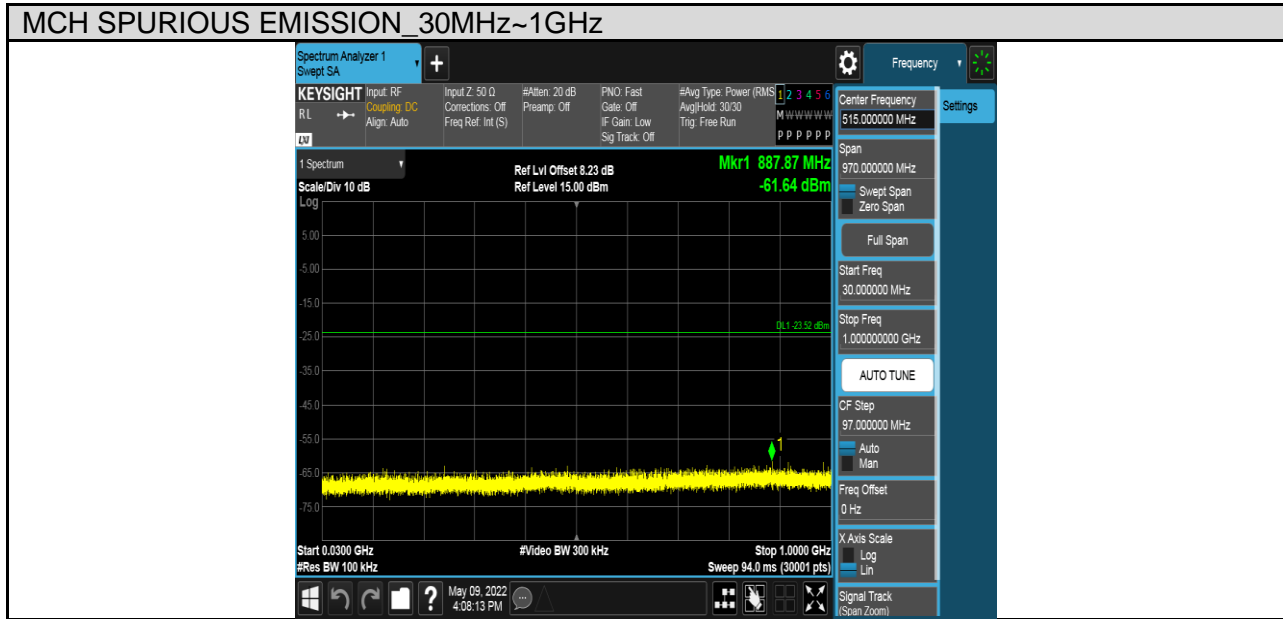 MCH SPURIOUS EMISSION_30MHz~1GHz
Spectrum Analyzer 1
Swept SA
+
Frequency
Settings
KEYSIGHT
RL
LXI
Input: RF
Coupling: DC
Align: Auto
Input Z: 50 Ω
Corrections: Off
Freq Ref: Int (S)
#Atten: 20 dB
Preamp: Off
PNO: Fast
Gate: Off
IF Gain: Low
Sig Track: Off
#Avg Type: Power (RMS
Avg|Hold: 30/30
Trig: Free Run
1 2 3 4 5 6
M W W W W W
P P P P P P
1 Spectrum
Scale/Div 10 dB
Log
Ref Lvl Offset 8.23 dB
Ref Level 15.00 dBm
Mkr1 887.87 MHz
-61.64 dBm
5.00
-5.00
-15.0
DL1 -23.52 dBm
-25.0
-35.0
-45.0
-55.0
1
-65.0
-75.0
Start 0.0300 GHz
#Res BW 100 kHz
#Video BW 300 kHz
Stop 1.0000 GHz
Sweep 94.0 ms (30001 pts)
Center Frequency
515.000000 MHz
Span
970.000000 MHz
Swept Span
Zero Span
Full Span
Start Freq
30.000000 MHz
Stop Freq
1.000000000 GHz
AUTO TUNE
CF Step
97.000000 MHz
Auto
Man
Freq Offset
0 Hz
X Axis Scale
Log
Lin
Signal Track
(Span Zoom)
?
May 09, 2022
4:08:13 PM